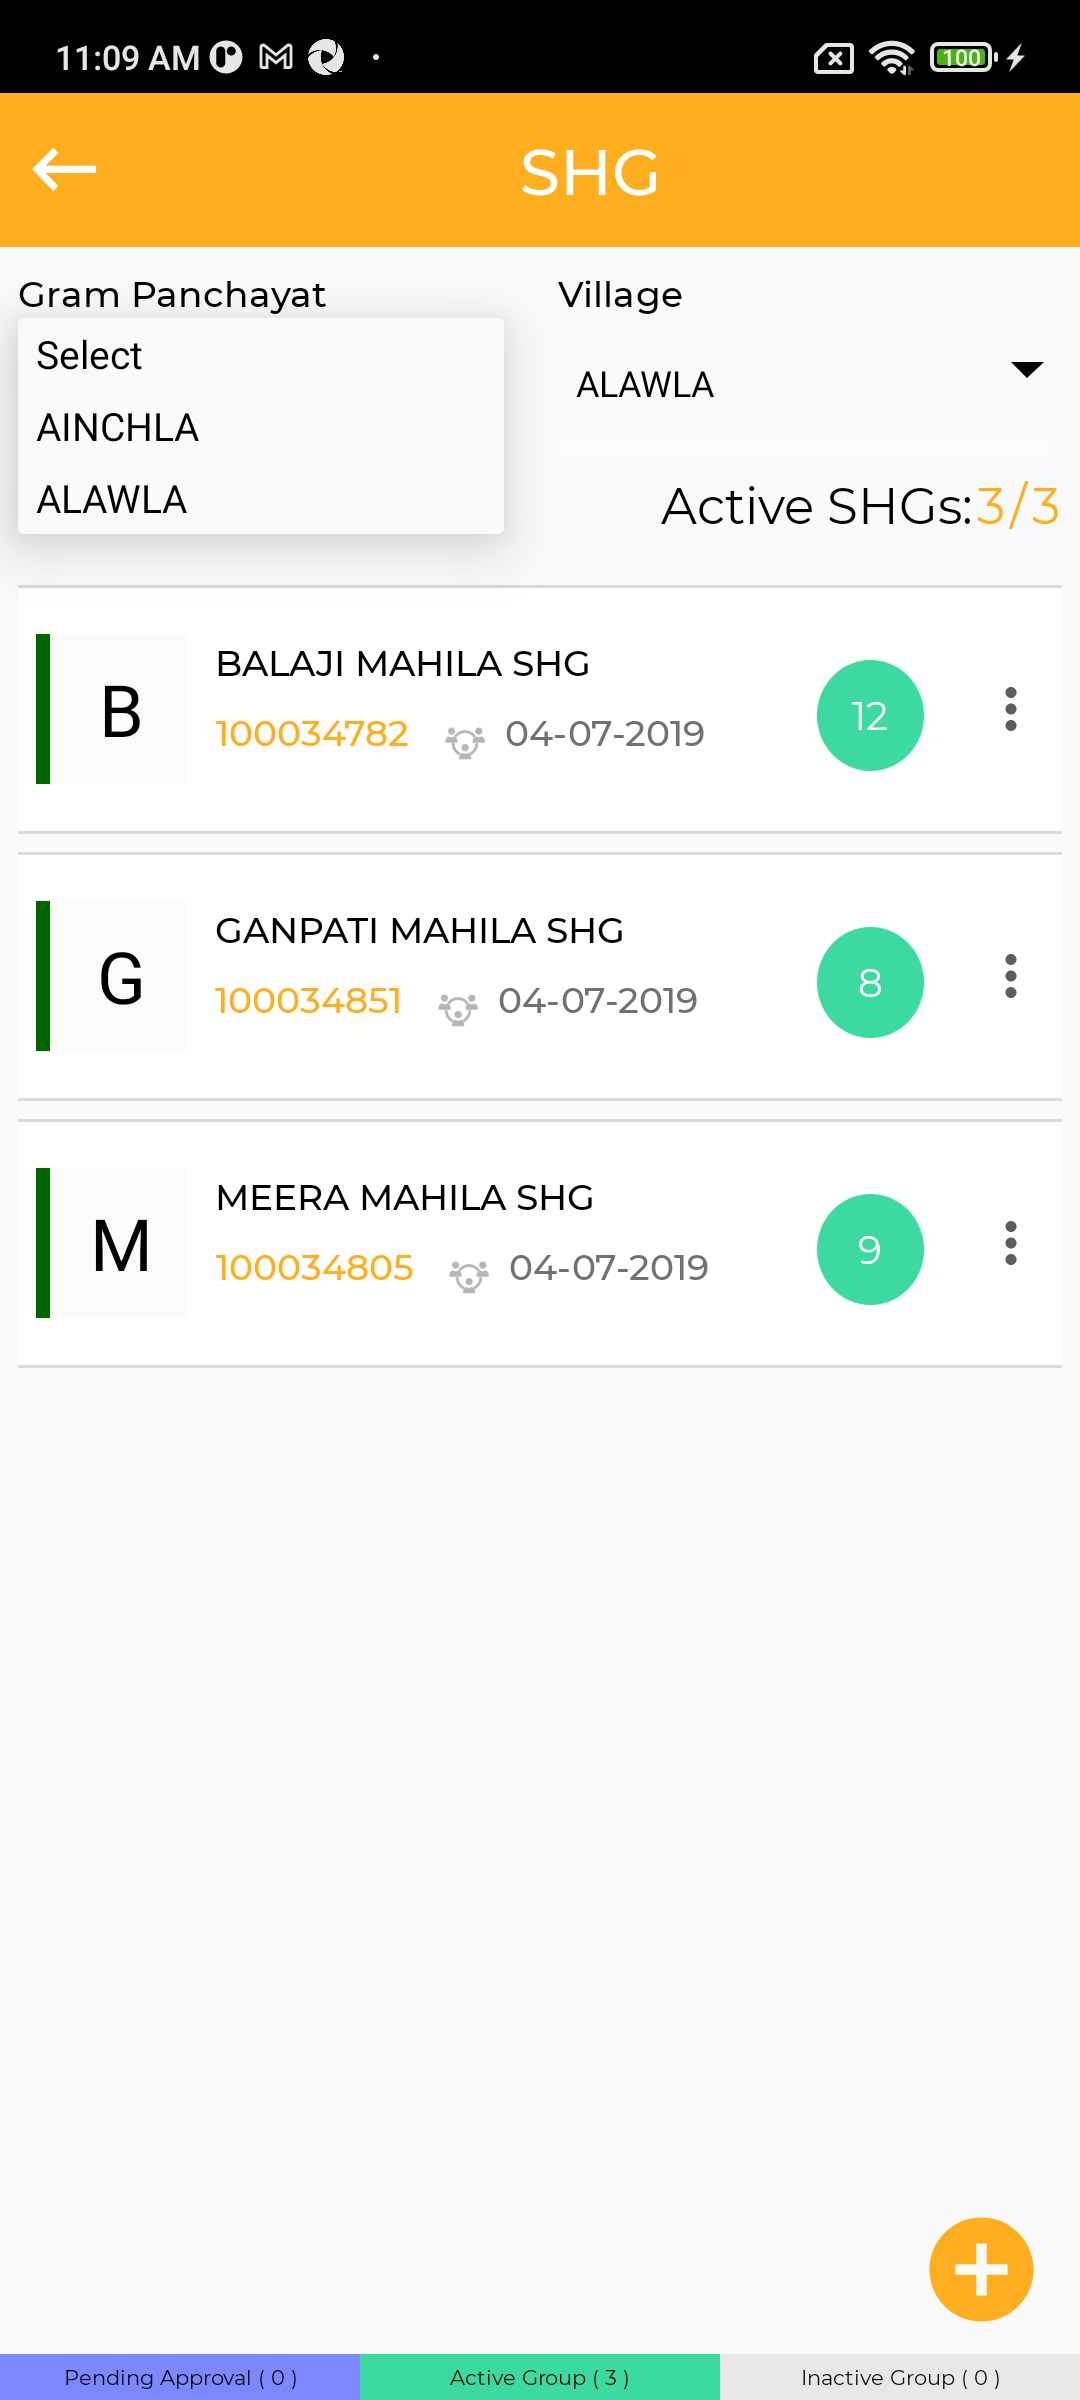 11:09 AM
100
SHG
Gram Panchayat
Village
Select
AINCHLA
ALAWLA
ALAWLA
Active SHGs: 3/3
B
BALAJI MAHILA SHG
100034782 04-07-2019
12
G
GANPATI MAHILA SHG
100034851 04-07-2019
8
M
MEERA MAHILA SHG
100034805 04-07-2019
9
Pending Approval ( 0 )
Active Group ( 3 )
Inactive Group ( 0 )